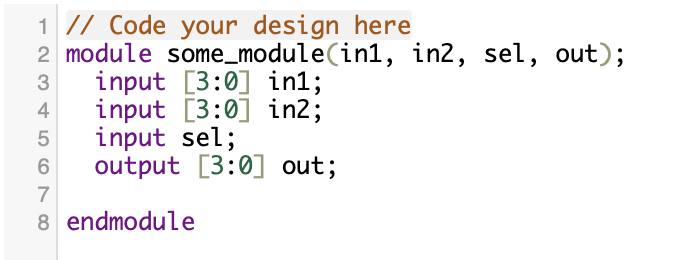 1 // Code your design here
2 module some_module(in1, in2, sel, out);
3   input [3:0] in1;
4   input [3:0] in2;
5   input sel;
6   output [3:0] out;
7
8 endmodule